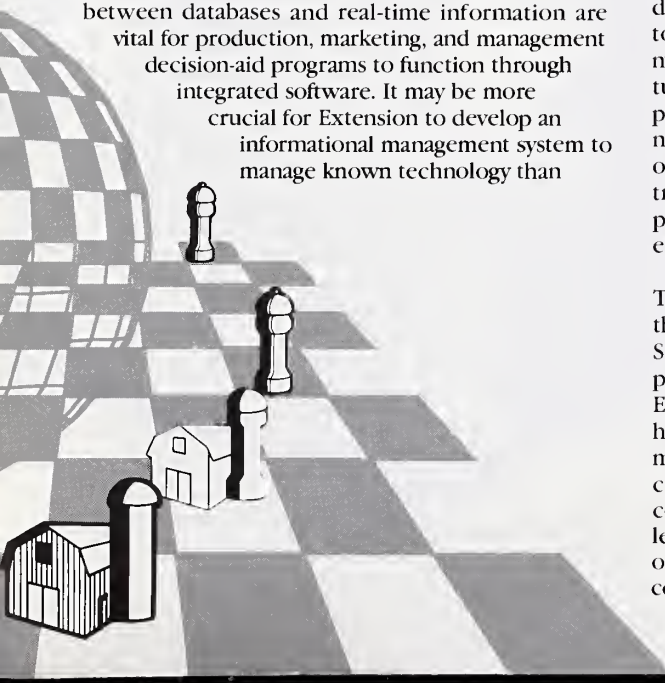 between databases and real-time information are
vital for production, marketing, and management
decision-aid programs to function through
integrated software. It may be more
crucial for Extension to develop an
informational management system to
manage known technology than